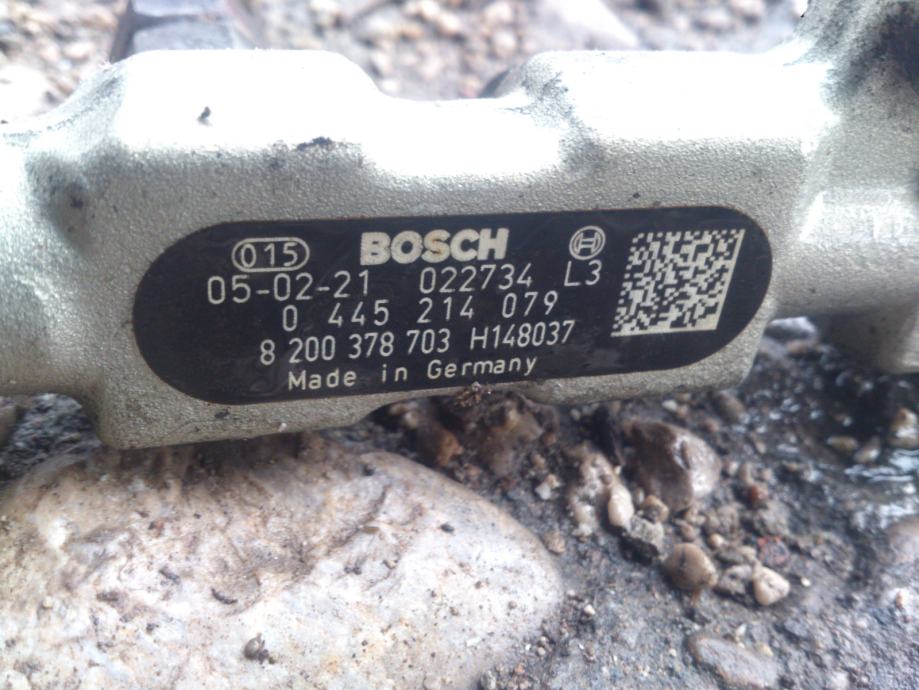 015 BOSCH
05-02-21 022734 L3
0 445 214 079
8 200 378 703 H148037
Made in Germany